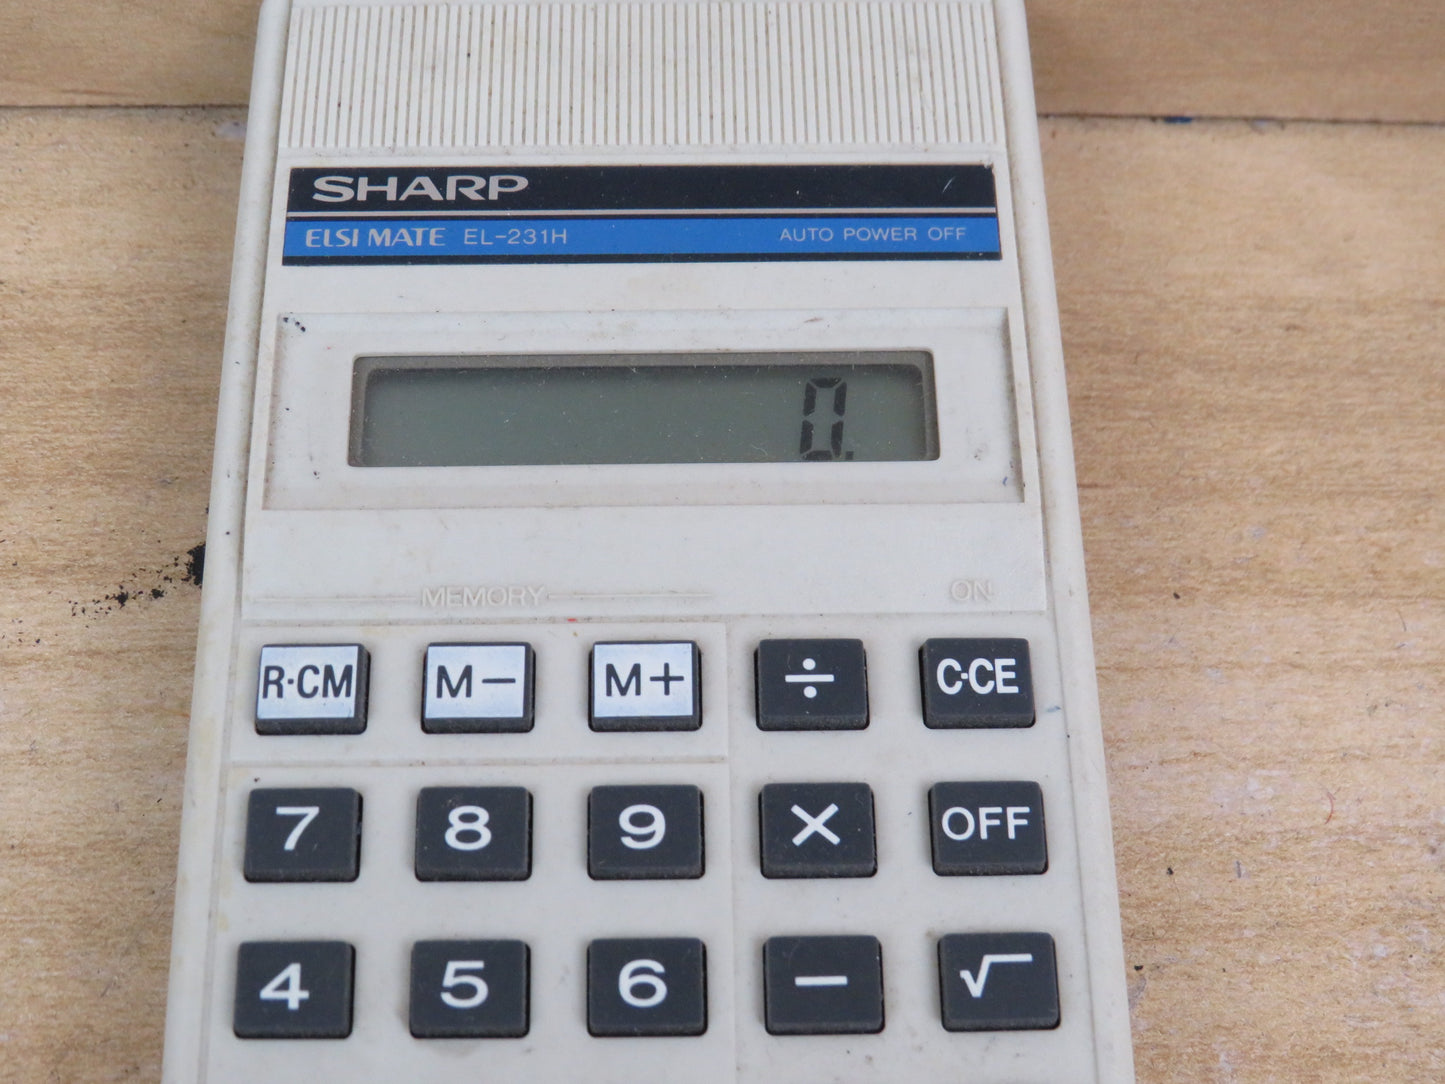 SHARP
ELSI MATE EL-231H AUTO POWER OFF
0.
MEMORY ON
R·CM M− M+ ÷ C·CE
7 8 9 × OFF
4 5 6 − √